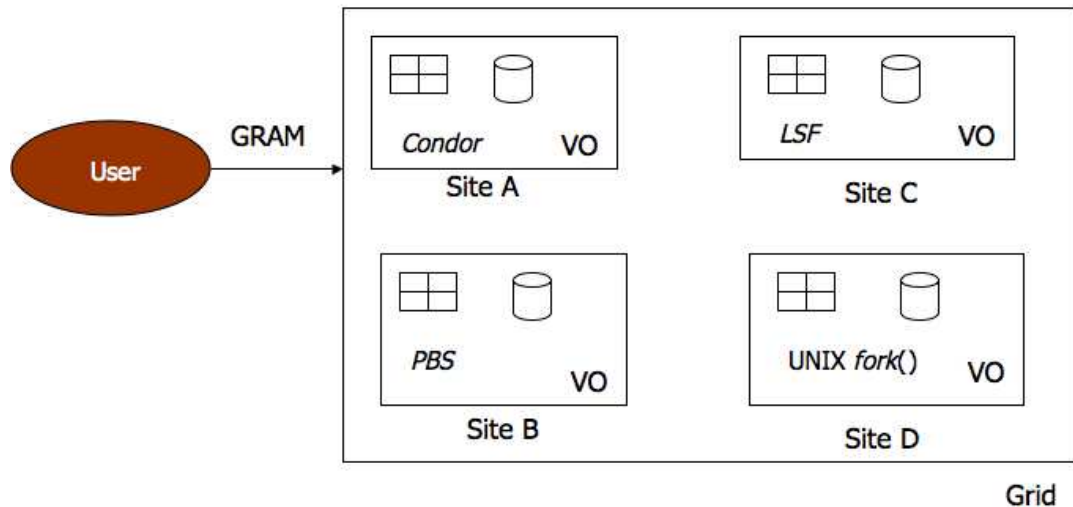 User
GRAM
Condor
VO
Site A
LSF
VO
Site C
PBS
VO
Site B
UNIX fork()
VO
Site D
Grid